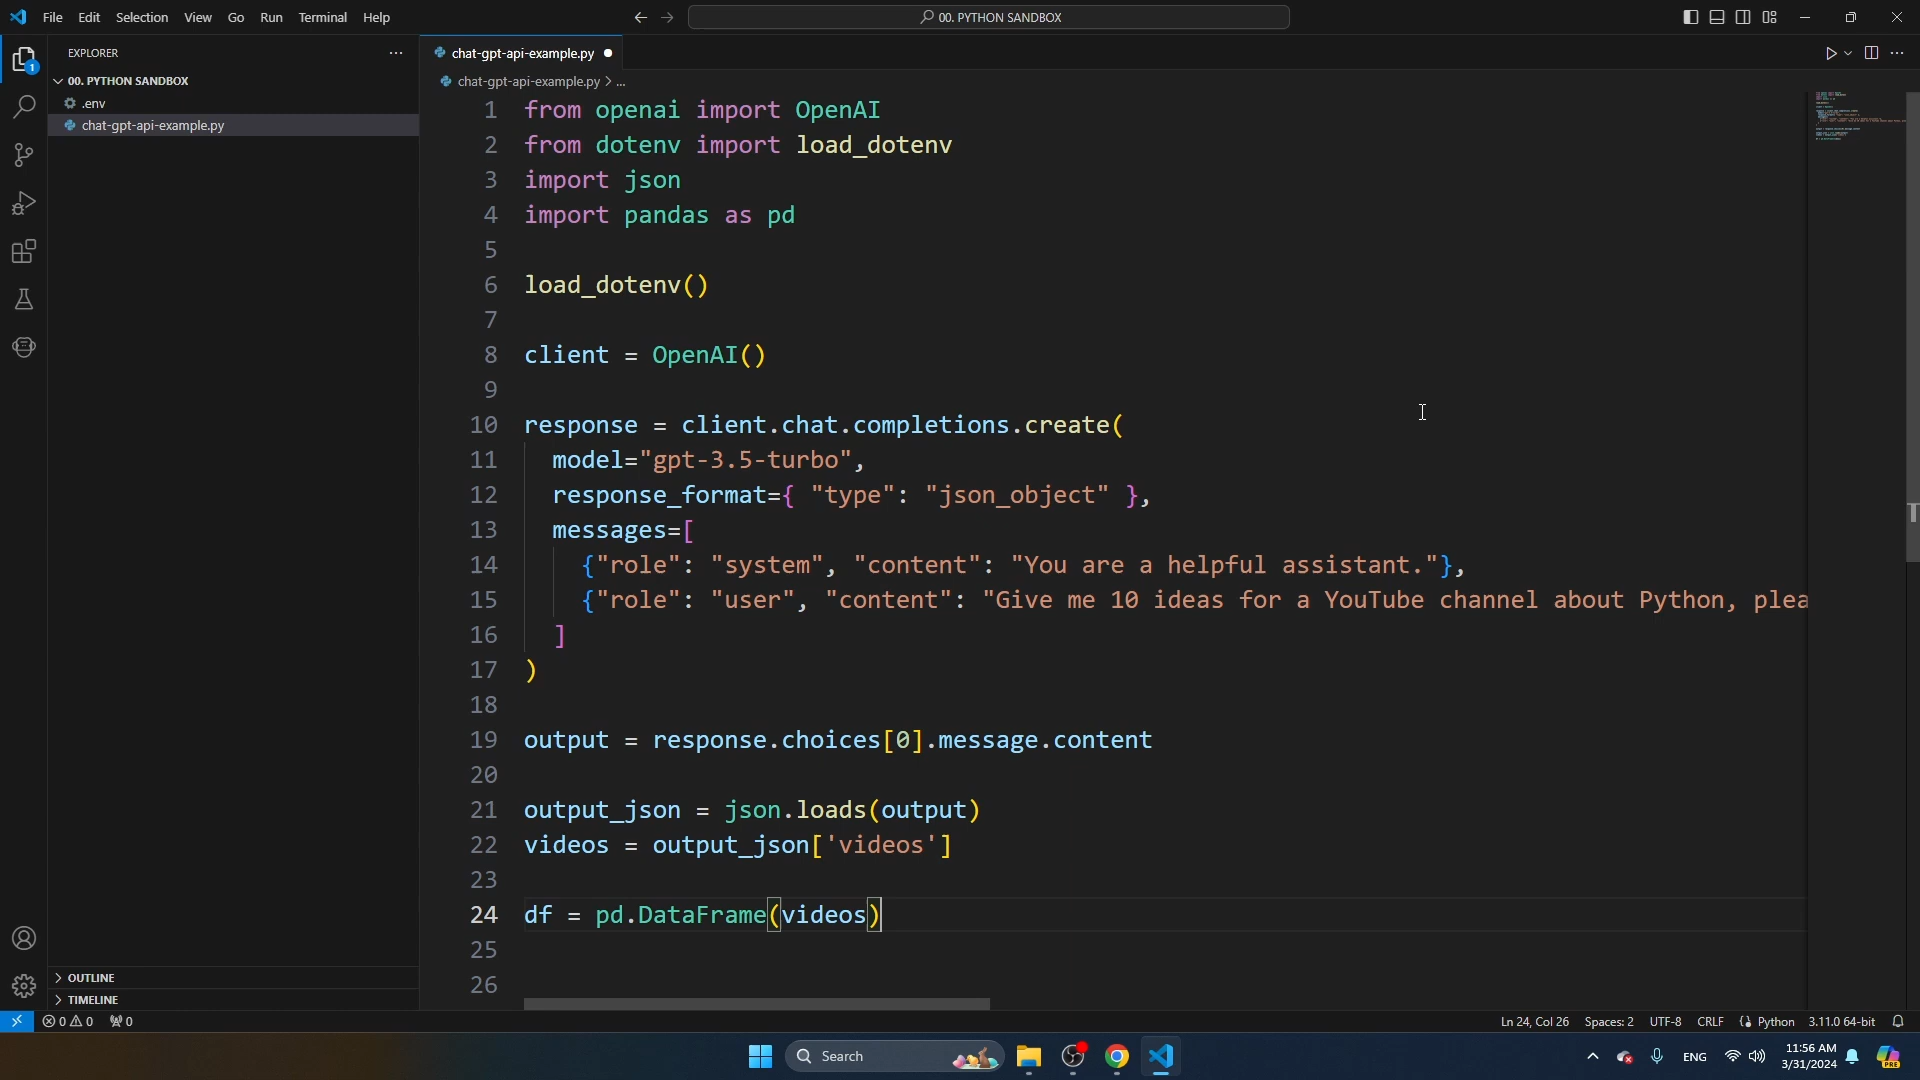 File Edit Selection View Go Run Terminal Help
00. PYTHON SANDBOX
EXPLORER
chat-gpt-api-example.py
00. PYTHON SANDBOX
chat-gpt-api-example.py > ...
.env
chat-gpt-api-example.py
1
1 from openai import OpenAI
2 from dotenv import load_dotenv
3 import json
4 import pandas as pd
5
6 load_dotenv()
7
8 client = OpenAI()
9
10 response = client.chat.completions.create(
11 model="gpt-3.5-turbo",
12 response_format={ "type": "json_object" },
13 messages=[
14 {"role": "system", "content": "You are a helpful assistant."},
15 {"role": "user", "content": "Give me 10 ideas for a YouTube channel about Python, plea
16 ]
17 )
18
19 output = response.choices[0].message.content
20
21 output_json = json.loads(output)
22 videos = output_json['videos']
23
24 df = pd.DataFrame(videos)
25
26
OUTLINE
TIMELINE
0 0 0
Ln 24, Col 26 Spaces: 2 UTF-8 CRLF Python 3.11.0 64-bit
Search
ENG
11:56 AM
3/31/2024
PRE